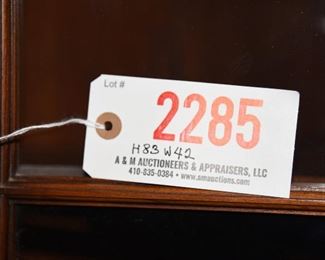 Lot #
2285
H83 W42
A & M AUCTIONEERS & APPRAISERS, LLC
410-835-0384 • www.amauctions.com